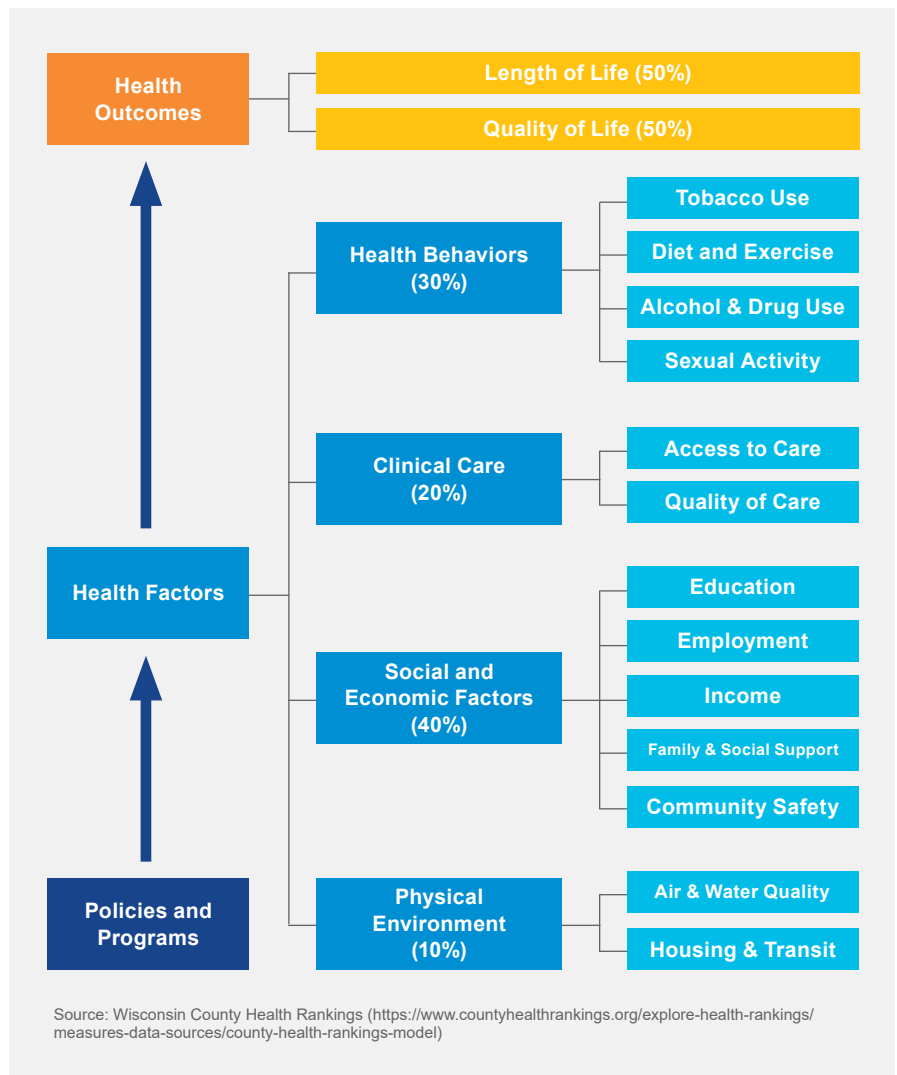 Health
Outcomes
Length of Life (50%)
Quality of Life (50%)
Health Behaviors
(30%)
Tobacco Use
Diet and Exercise
Alcohol & Drug Use
Sexual Activity
Clinical Care
(20%)
Access to Care
Quality of Care
Health Factors
Social and
Economic Factors
(40%)
Education
Employment
Income
Family & Social Support
Community Safety
Policies and
Programs
Physical
Environment
(10%)
Air & Water Quality
Housing & Transit
Source: Wisconsin County Health Rankings (https://www.countyhealthrankings.org/explore-health-rankings/
measures-data-sources/county-health-rankings-model)